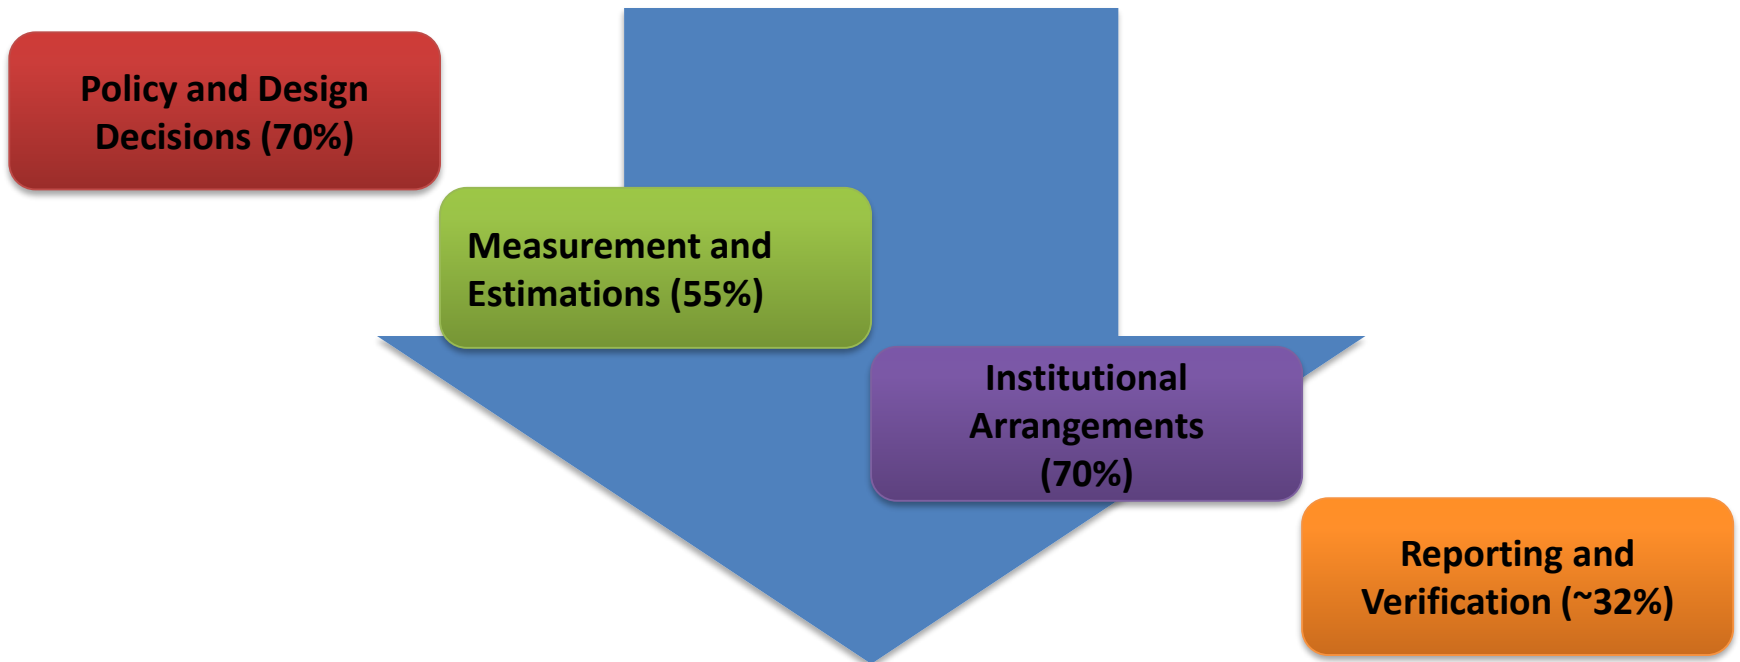 Policy and Design
Decisions (70%)
Measurement and
Estimations (55%)
Institutional
Arrangements
(70%)
Reporting and
Verification (~32%)